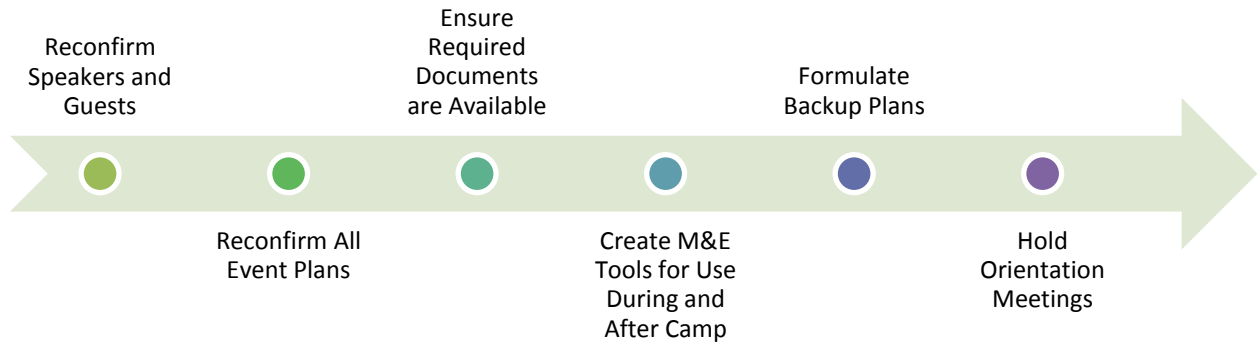 Reconfirm
Speakers and
Guests
Reconfirm All
Event Plans
Ensure
Required
Documents
are Available
Create M&E
Tools for Use
During and
After Camp
Formulate
Backup Plans
Hold
Orientation
Meetings